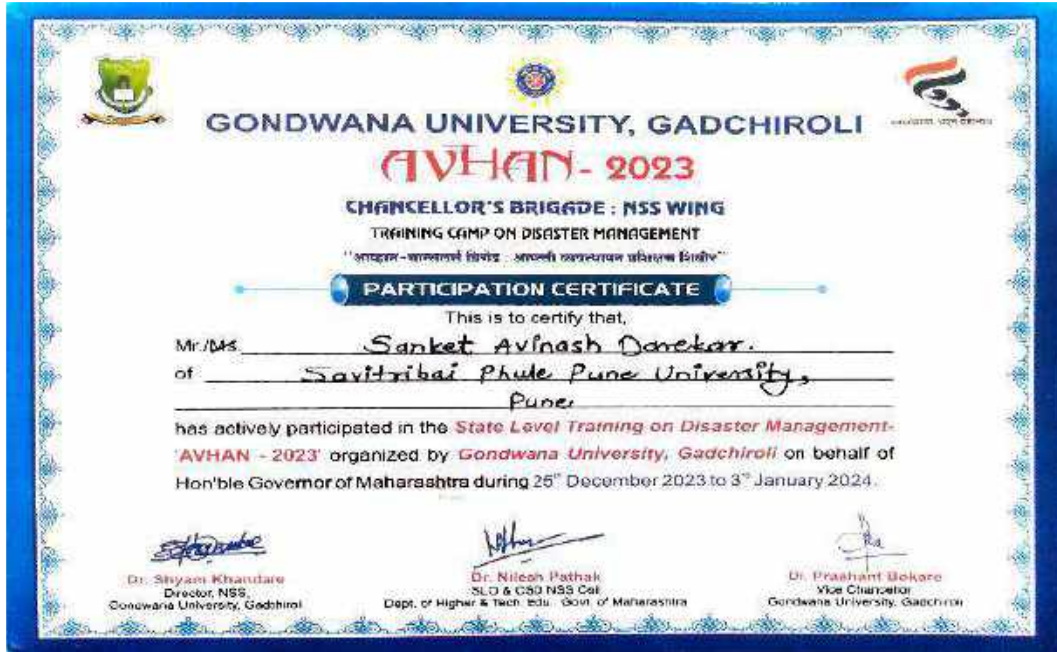 GONDWANA UNIVERSITY, GADCHIROLI
AVHAN - 2023
CHANCELLOR'S BRIGADE : NSS WING
TRAINING CAMP ON DISASTER MANAGEMENT
PARTICIPATION CERTIFICATE
This is to certify that,
Mr./Ms. Sanket Avinash Darekar.
of Savitribai Phule Pune University,
Pune.
has actively participated in the State Level Training on Disaster Management-
'AVHAN - 2023' organized by Gondwana University, Gadchiroli on behalf of
Hon'ble Governor of Maharashtra during 25th December 2023 to 3rd January 2024.
Dr. Shyam Khandare
Director, NSS,
Gondwana University, Gadchiroli
Dr. Nilesh Pathak
SLO & CSO NSS Cell
Dept. of Higher & Tech. Edu. Govt. of Maharashtra
Dr. Prashant Bokare
Vice Chancellor
Gondwana University, Gadchiroli